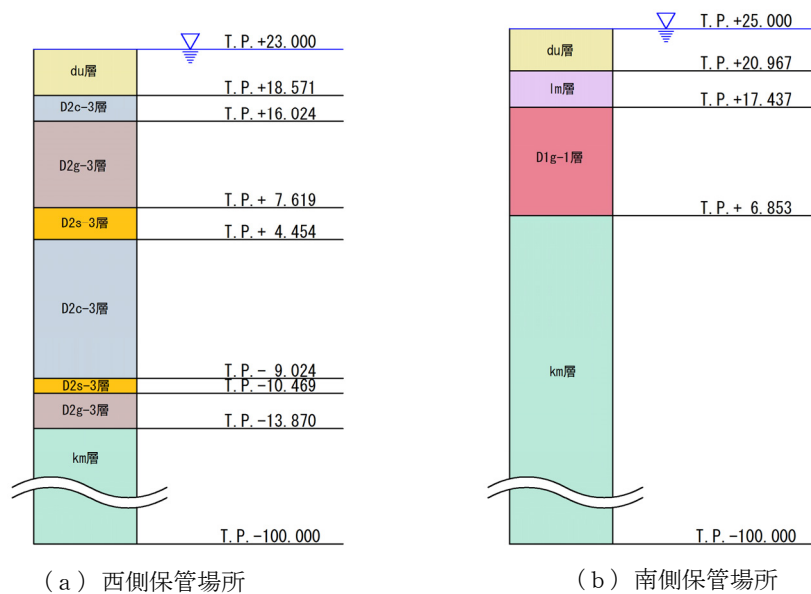 T.P.+23.000
du層
T.P.+18.571
D2c-3層
T.P.+16.024
D2g-3層
T.P.+ 7.619
D2s-3層
T.P.+ 4.454
D2c-3層
T.P.- 9.024
D2s-3層
T.P.-10.469
D2g-3層
T.P.-13.870
km層
T.P.-100.000
(a) 西側保管場所
T.P.+25.000
du層
T.P.+20.967
lm層
T.P.+17.437
D1g-1層
T.P.+ 6.853
km層
T.P.-100.000
(b) 南側保管場所